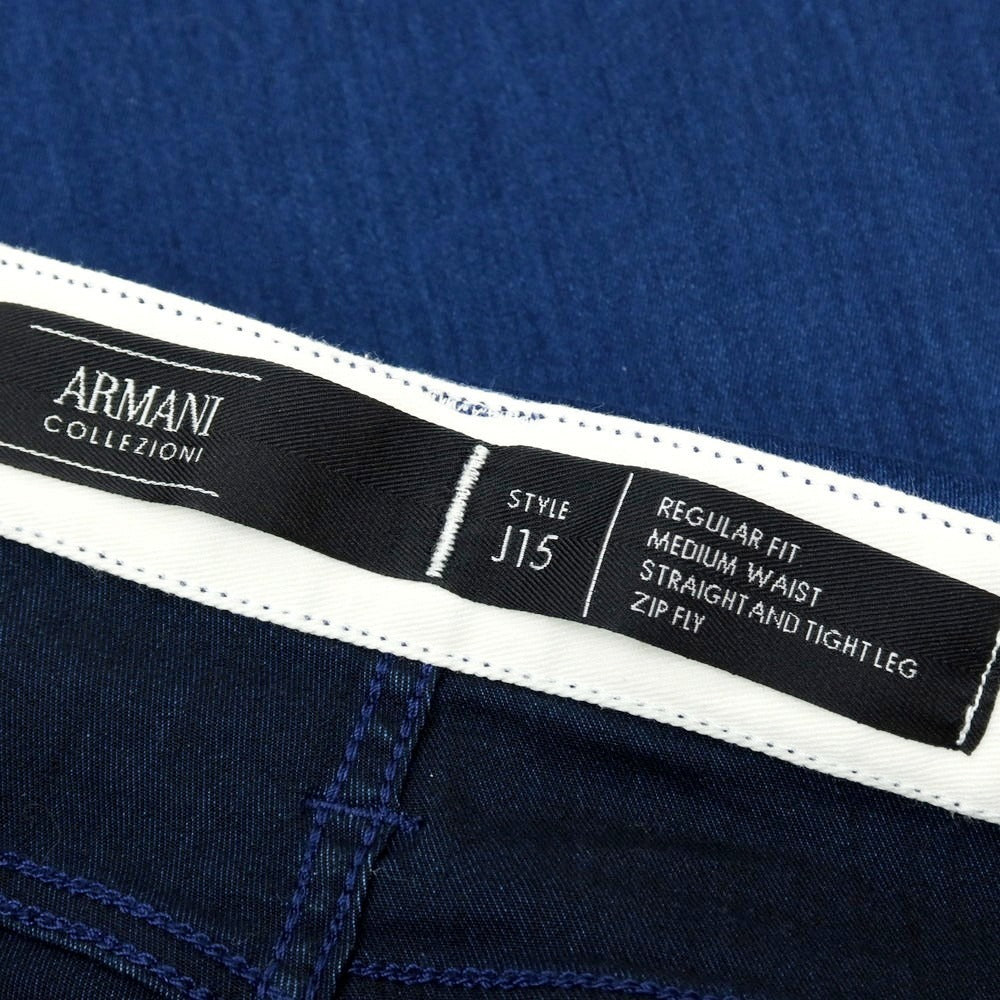 ARMANI
COLLEZIONI
STYLE
J15
REGULAR FIT
MEDIUM WAIST
STRAIGHT AND TIGHT LEG
ZIP FLY